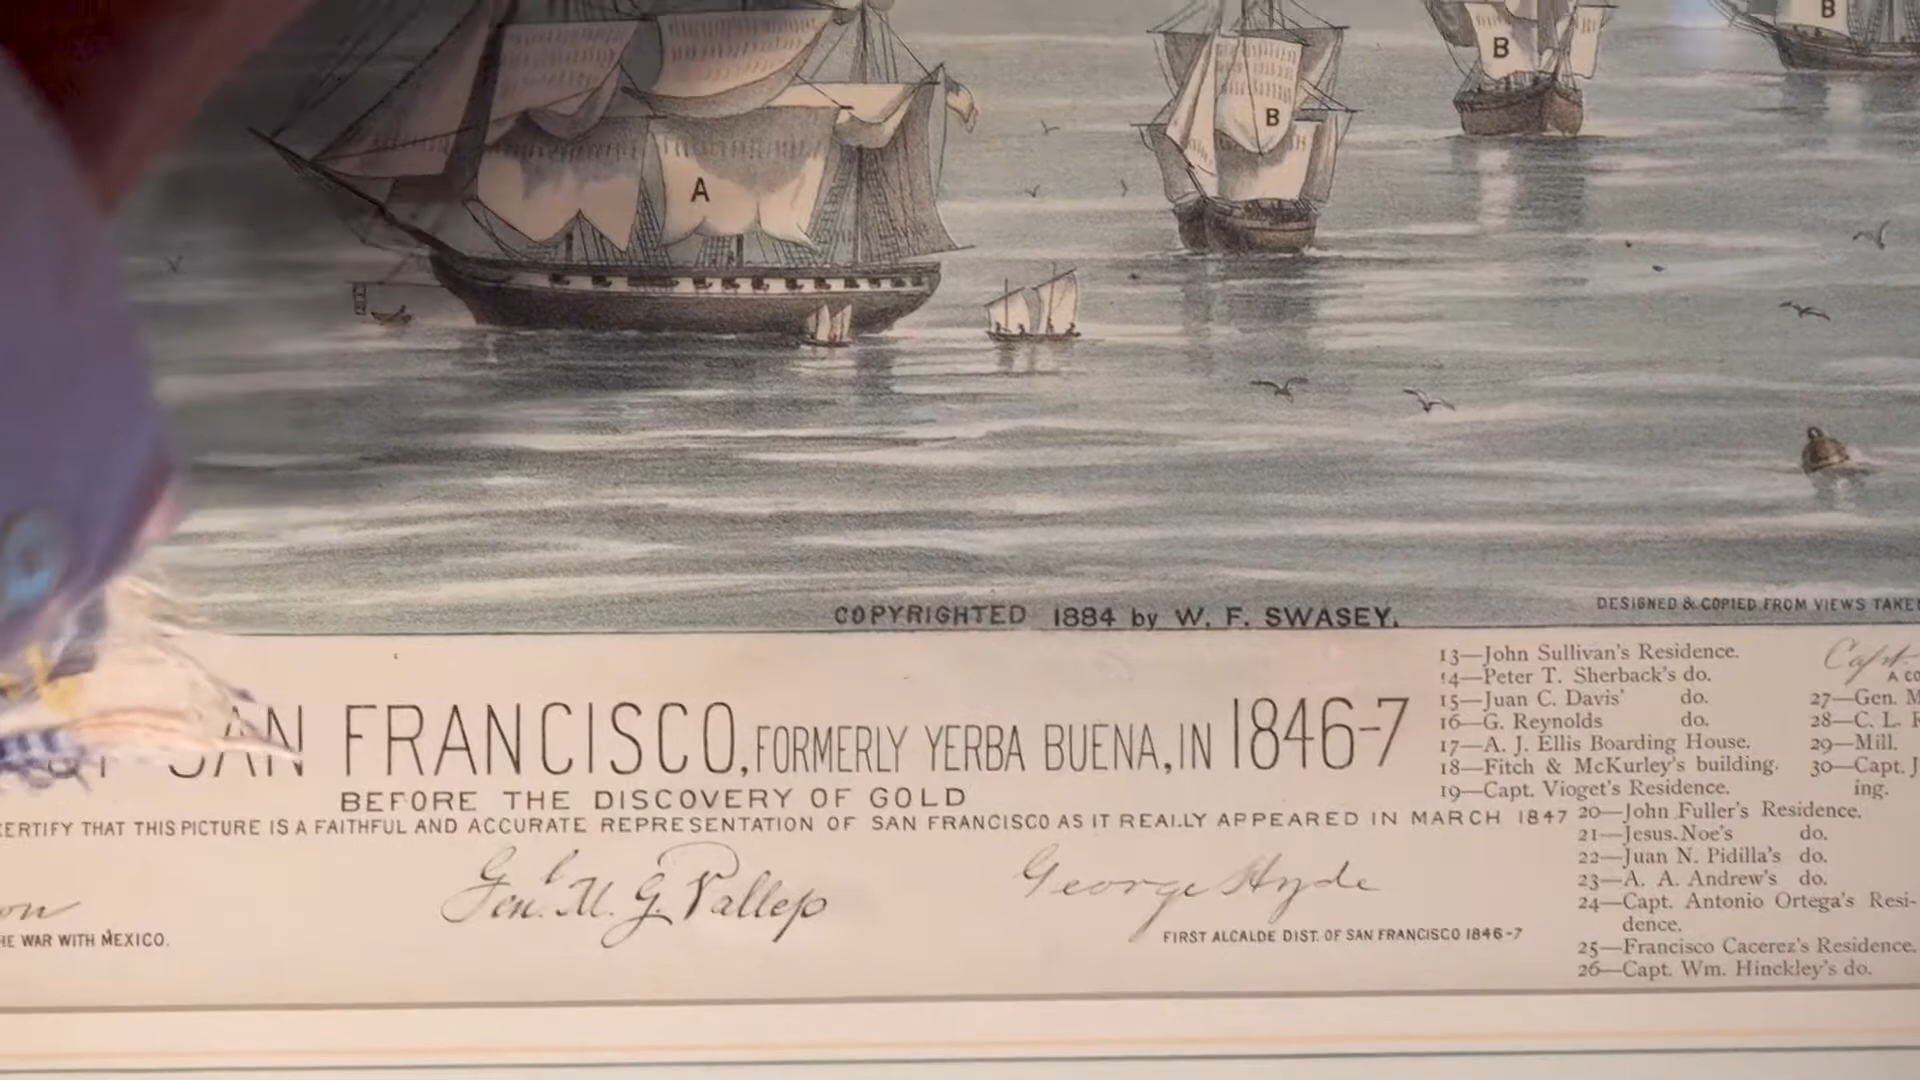 B
B
B
A
COPYRIGHTED 1884 by W. F. SWASEY.
DESIGNED & COPIED FROM VIEWS TAKE
SAN FRANCISCO, FORMERLY YERBA BUENA, IN 1846-7
BEFORE THE DISCOVERY OF GOLD
CERTIFY THAT THIS PICTURE IS A FAITHFUL AND ACCURATE REPRESENTATION OF SAN FRANCISCO AS IT REALLY APPEARED IN MARCH 1847
Genl. M. G. Vallejo
George Hyde
HE WAR WITH MEXICO.
FIRST ALCALDE DIST. OF SAN FRANCISCO 1846-7
13—John Sullivan's Residence.
14—Peter T. Sherback's do.
15—Juan C. Davis' do.
16—G. Reynolds do.
17—A. J. Ellis Boarding House.
18—Fitch & McKurley's building.
19—Capt. Vioget's Residence.
20—John Fuller's Residence.
21—Jesus Noe's do.
22—Juan N. Pidilla's do.
23—A. A. Andrew's do.
24—Capt. Antonio Ortega's Resi-
dence.
25—Francisco Cacerez's Residence.
26—Capt. Wm. Hinckley's do.
Capt.
A CO
27—Gen. M
28—C. L. R
29—Mill.
30—Capt. J
ing.